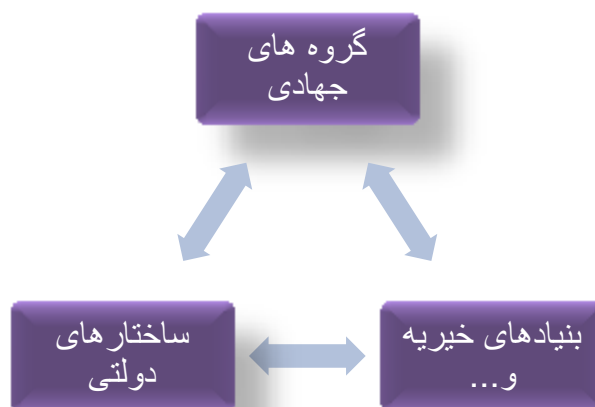 گروه های
جهادی
بنیادهای خیریه
و...
ساختارهای
دولتی